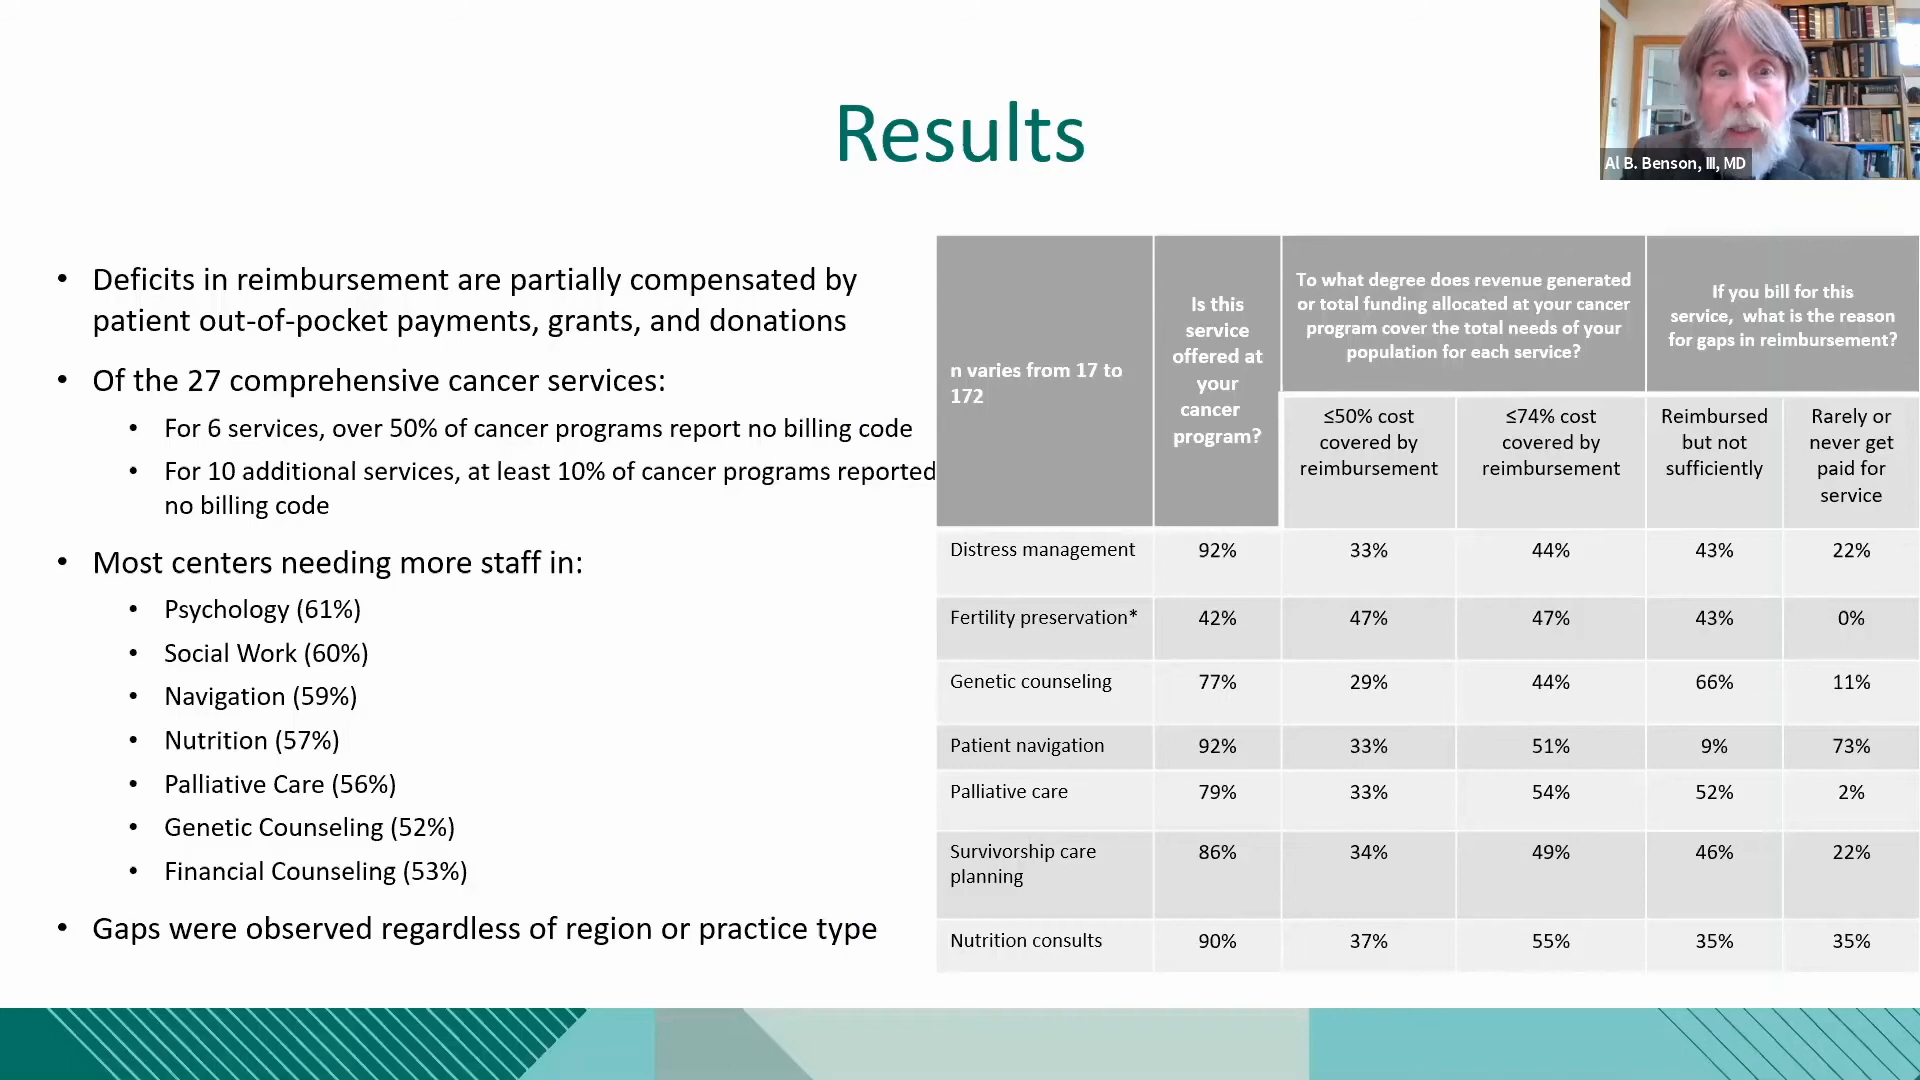 Results
Al B. Benson, III, MD
• Deficits in reimbursement are partially compensated by
patient out-of-pocket payments, grants, and donations
• Of the 27 comprehensive cancer services:
• For 6 services, over 50% of cancer programs report no billing code
• For 10 additional services, at least 10% of cancer programs reported
no billing code
• Most centers needing more staff in:
• Psychology (61%)
• Social Work (60%)
• Navigation (59%)
• Nutrition (57%)
• Palliative Care (56%)
• Genetic Counseling (52%)
• Financial Counseling (53%)
• Gaps were observed regardless of region or practice type
n varies from 17 to
172
Is this
service
offered at
your
cancer
program?
To what degree does revenue generated
or total funding allocated at your cancer
program cover the total needs of your
population for each service?
If you bill for this
service, what is the reason
for gaps in reimbursement?
≤50% cost
covered by
reimbursement
≤74% cost
covered by
reimbursement
Reimbursed
but not
sufficiently
Rarely or
never get
paid for
service
Distress management 92% 33% 44% 43% 22%
Fertility preservation* 42% 47% 47% 43% 0%
Genetic counseling 77% 29% 44% 66% 11%
Patient navigation 92% 33% 51% 9% 73%
Palliative care 79% 33% 54% 52% 2%
Survivorship care 86% 34% 49% 46% 22%
planning
Nutrition consults 90% 37% 55% 35% 35%